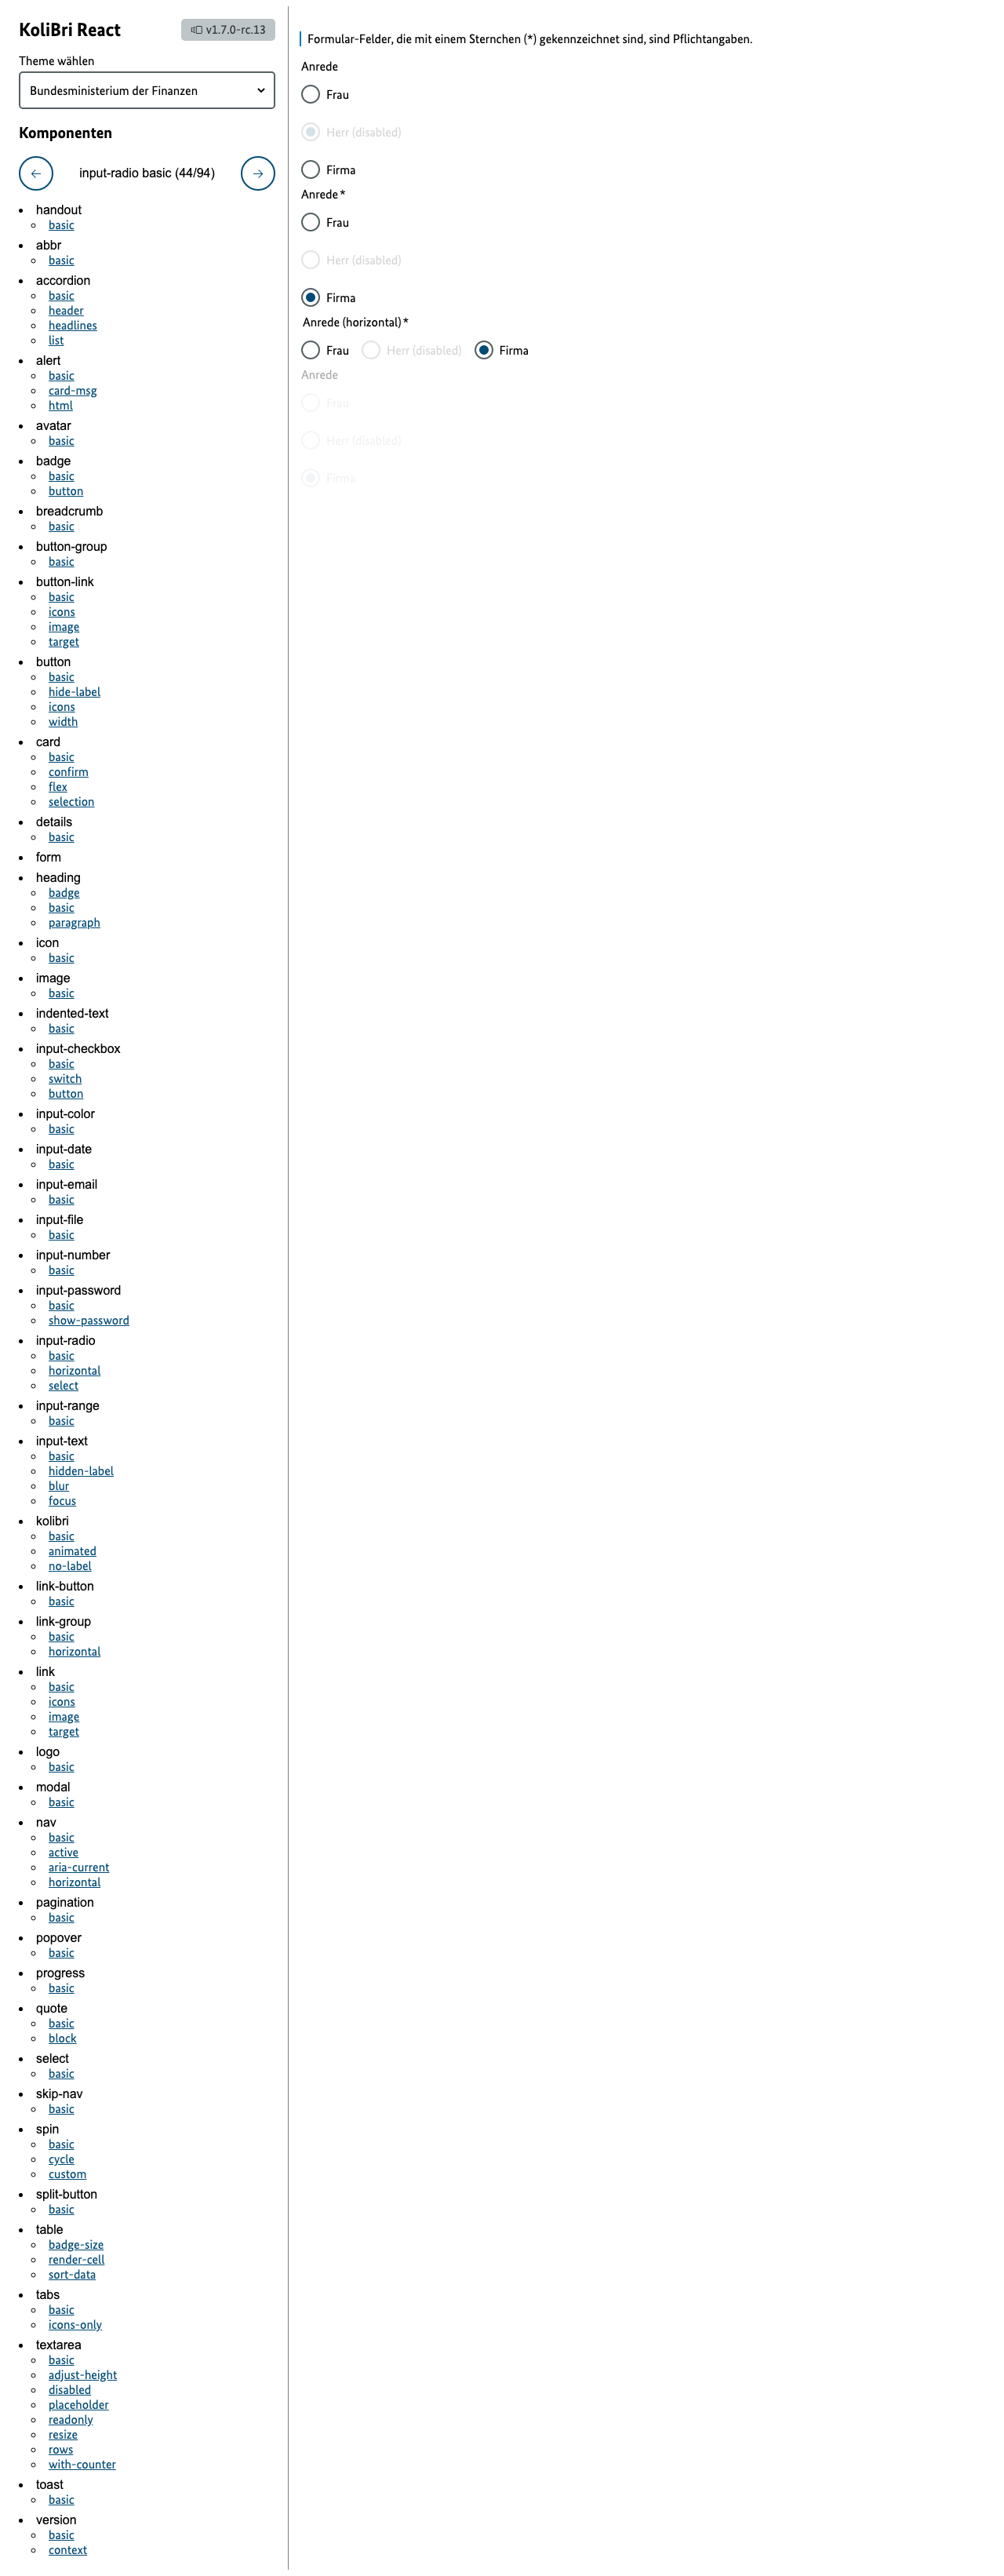 KoliBri React
v1.7.0-rc.13
Theme wählen
Bundesministerium der Finanzen
Komponenten
input-radio basic (44/94)
handout
basic
abbr
basic
accordion
basic
header
headlines
list
alert
basic
card-msg
html
avatar
basic
badge
basic
button
breadcrumb
basic
button-group
basic
button-link
basic
icons
image
target
button
basic
hide-label
icons
width
card
basic
confirm
flex
selection
details
basic
form
heading
badge
basic
paragraph
icon
basic
image
basic
indented-text
basic
input-checkbox
basic
switch
button
input-color
basic
input-date
basic
input-email
basic
input-file
basic
input-number
basic
input-password
basic
show-password
input-radio
basic
horizontal
select
input-range
basic
input-text
basic
hidden-label
blur
focus
kolibri
basic
animated
no-label
link-button
basic
link-group
basic
horizontal
link
basic
icons
image
target
logo
basic
modal
basic
nav
basic
active
aria-current
horizontal
pagination
basic
popover
basic
progress
basic
quote
basic
block
select
basic
skip-nav
basic
spin
basic
cycle
custom
split-button
basic
table
badge-size
render-cell
sort-data
tabs
basic
icons-only
textarea
basic
adjust-height
disabled
placeholder
readonly
resize
rows
with-counter
toast
basic
version
basic
context
Formular-Felder, die mit einem Sternchen (*) gekennzeichnet sind, sind Pflichtangaben.
Anrede
Frau
Herr (disabled)
Firma
Anrede *
Frau
Herr (disabled)
Firma
Anrede (horizontal) *
Frau Herr (disabled) Firma
Anrede
Frau
Herr (disabled)
Firma